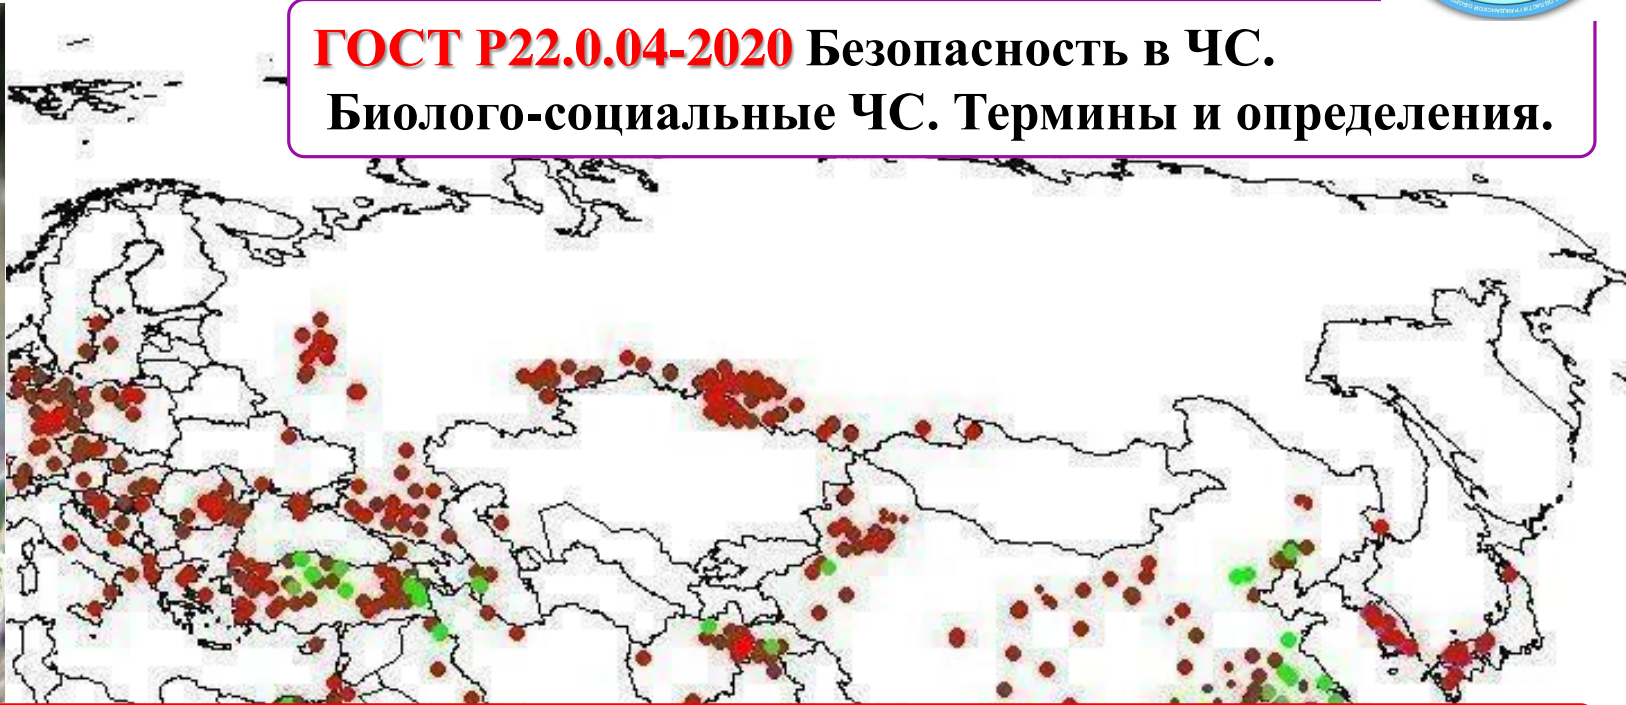 ГОСТ Р22.0.04-2020 Безопасность в ЧС.
Биолого-социальные ЧС. Термины и определения.